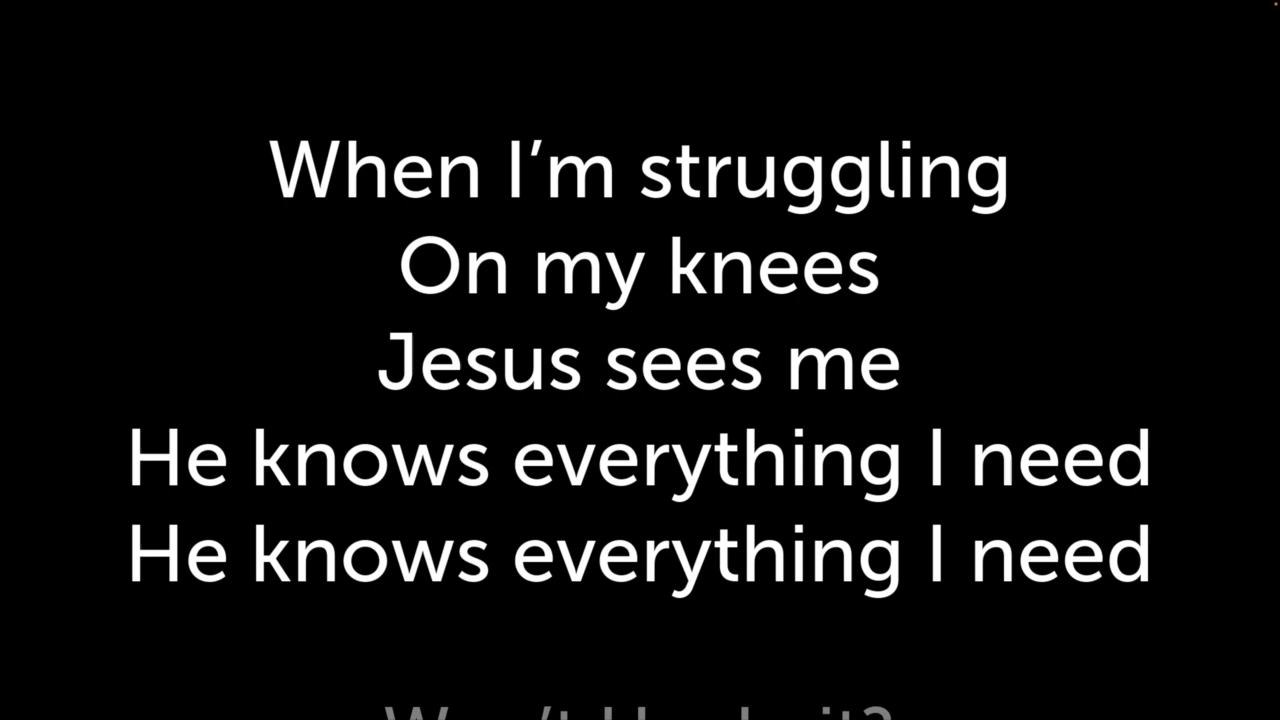 When I’m struggling
On my knees
Jesus sees me
He knows everything I need
He knows everything I need